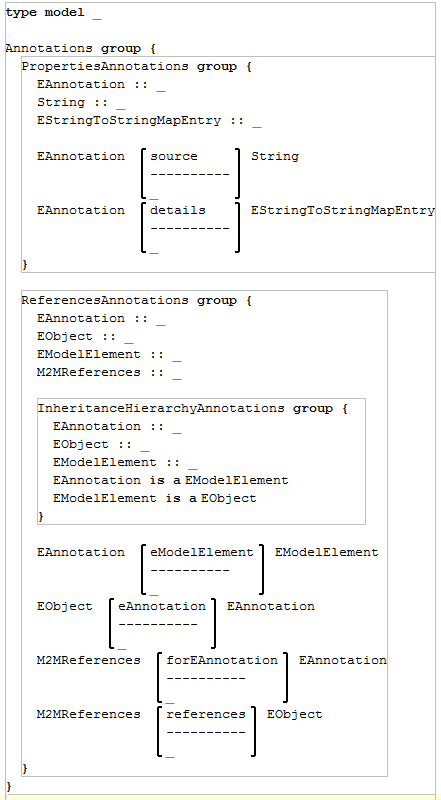 type model _
Annotations group {
PropertiesAnnotations group {
EAnnotation :: _
String :: _
EStringToStringMapEntry :: _
EAnnotation [source] String
----------
_
EAnnotation [details] EStringToStringMapEntry
----------
_
}
ReferencesAnnotations group {
EAnnotation :: _
EObject :: _
EModelElement :: _
M2MReferences :: _
InheritanceHierarchyAnnotations group {
EAnnotation :: _
EObject :: _
EModelElement :: _
EAnnotation is a EModelElement
EModelElement is a EObject
}
EAnnotation [eModelElement] EModelElement
----------
_
EObject [eAnnotation] EAnnotation
----------
_
M2MReferences [forEAnnotation] EAnnotation
----------
_
M2MReferences [references] EObject
----------
_
}
}